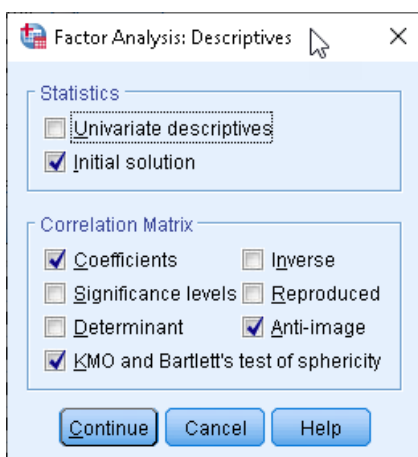 Factor Analysis: Descriptives
Statistics
Univariate descriptives
Initial solution
Correlation Matrix
Coefficients Inverse
Significance levels Reproduced
Determinant Anti-image
KMO and Bartlett's test of sphericity
Continue Cancel Help